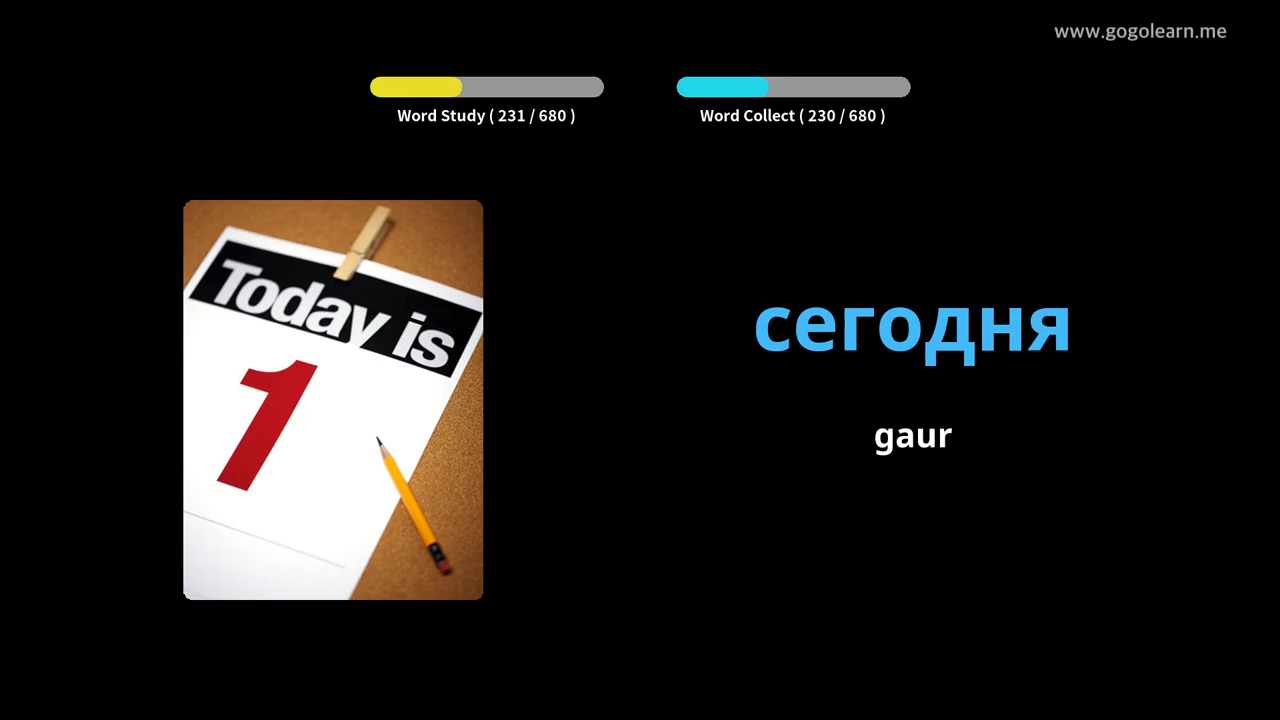 www.gogolearn.me
Word Study ( 231 / 680 )
Word Collect ( 230 / 680 )
Today is
1
сегодня
gaur